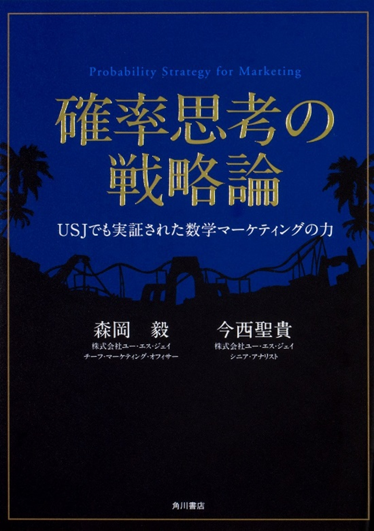 Probability Strategy for Marketing
確率思考の
戦略論
USJでも実証された数学マーケティングの力
森岡 毅
株式会社ユー・エス・ジェイ
チーフ・マーケティング・オフィサー
今西聖貴
株式会社ユー・エス・ジェイ
シニア・アナリスト
角川書店